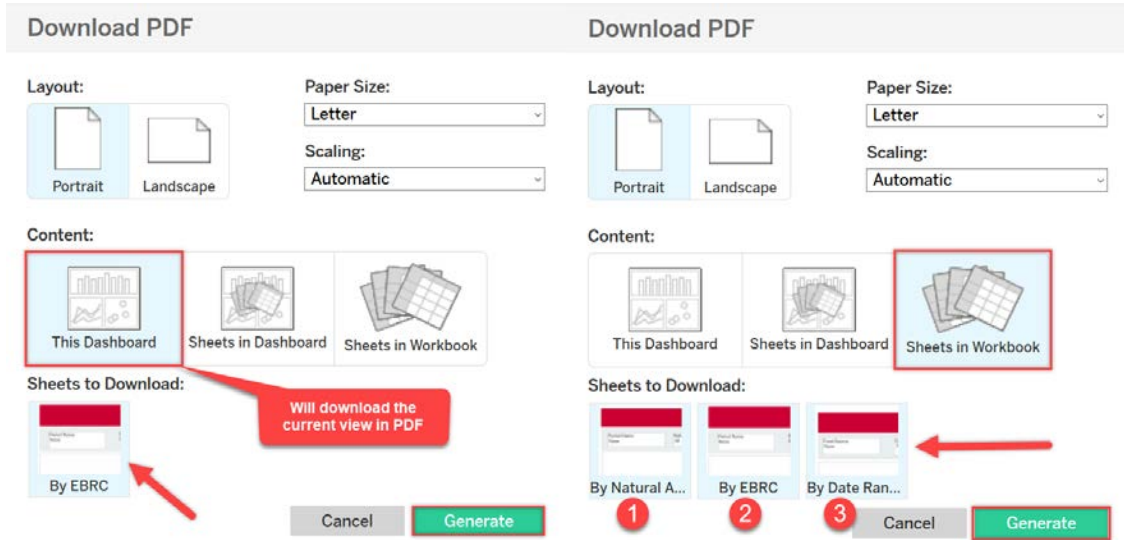 Download PDF
Layout:
Paper Size:
Letter
Scaling:
Automatic
Portrait
Landscape
Content:
This Dashboard
Sheets in Dashboard
Sheets in Workbook
Sheets to Download:
Will download the
current view in PDF
By EBRC
Cancel
Generate
Download PDF
Layout:
Paper Size:
Letter
Scaling:
Automatic
Portrait
Landscape
Content:
This Dashboard
Sheets in Dashboard
Sheets in Workbook
Sheets to Download:
By Natural A...
By EBRC
By Date Ran...
1
2
3
Cancel
Generate